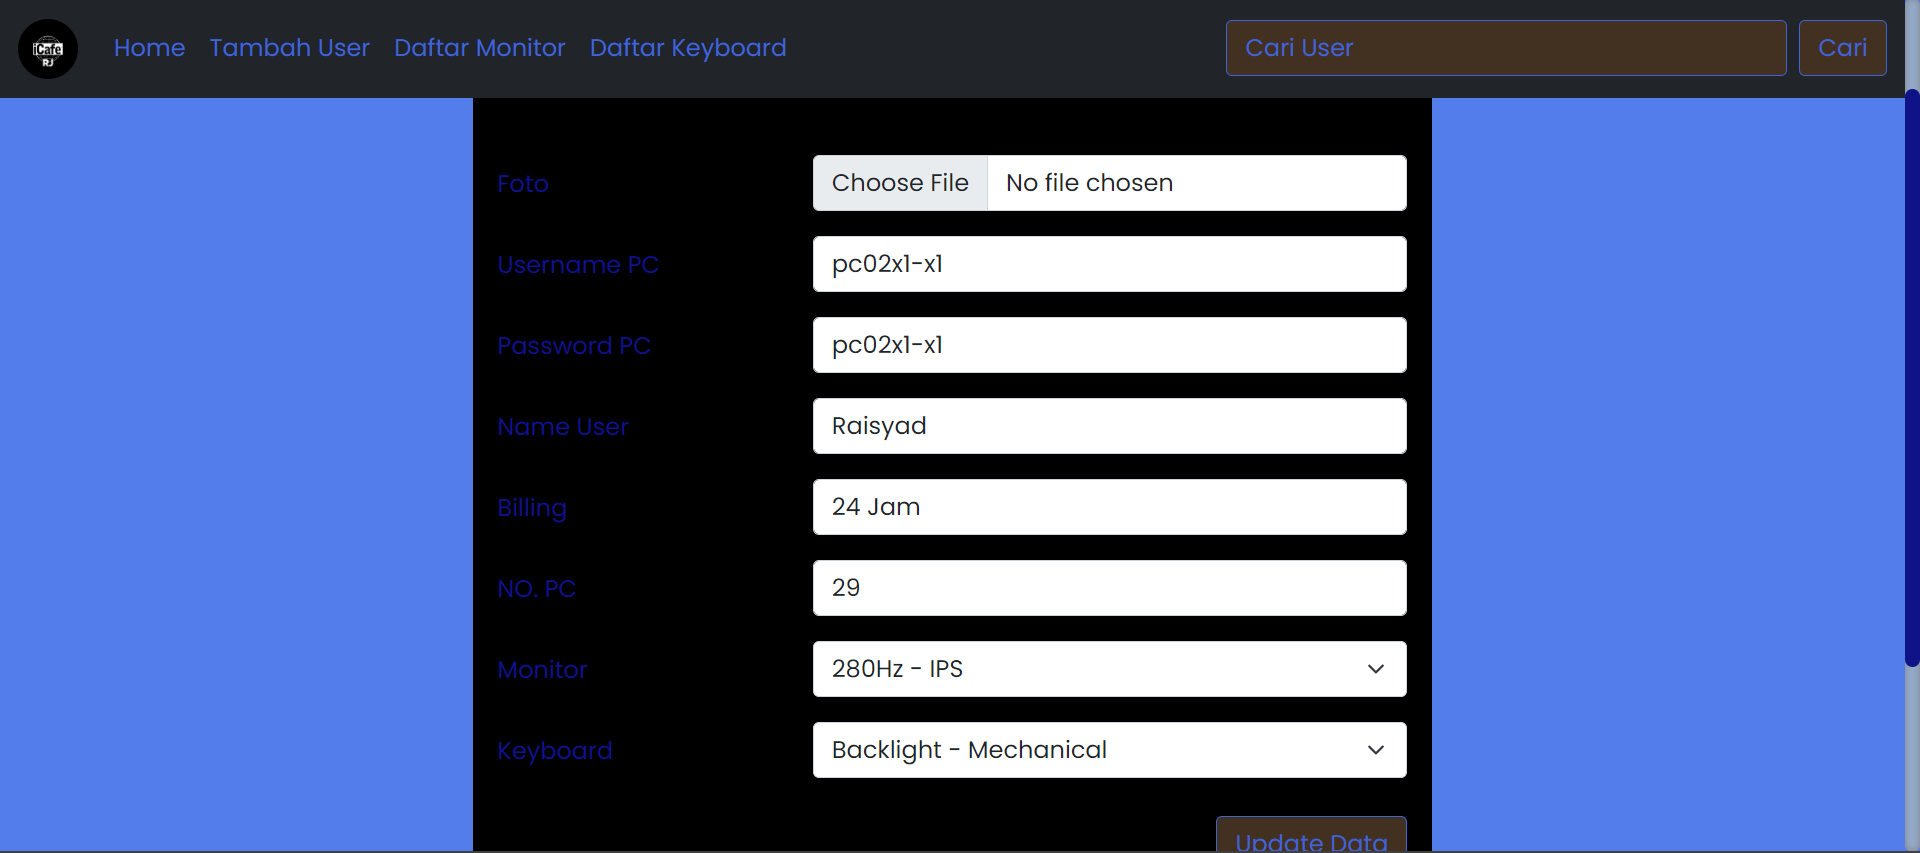 iCafe
RJ
Home Tambah User Daftar Monitor Daftar Keyboard
Cari User Cari
Foto Choose File No file chosen
Username PC pc02x1-x1
Password PC pc02x1-x1
Name User Raisyad
Billing 24 Jam
NO. PC 29
Monitor 280Hz - IPS
Keyboard Backlight - Mechanical
Update Data